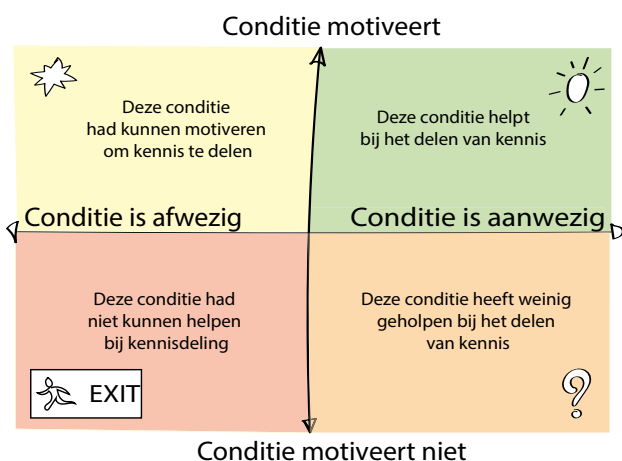 Conditie motiveert
Deze conditie
had kunnen motiveren
om kennis te delen
Deze conditie helpt
bij het delen van kennis
Conditie is afwezig
Conditie is aanwezig
Deze conditie had
niet kunnen helpen
bij kennisdeling
Deze conditie heeft weinig
geholpen bij het delen
van kennis
EXIT
?
Conditie motiveert niet